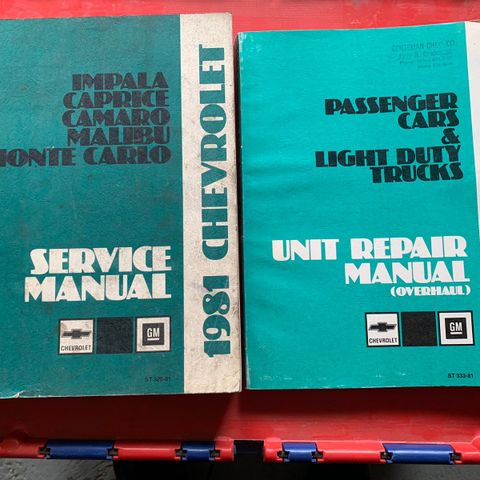 IMPALA
CAPRICE
CAMARO
MALIBU
MONTE CARLO
SERVICE
MANUAL
CHEVROLET
GM
ST 329-81
1981 CHEVROLET
PASSENGER
CARS
&
LIGHT DUTY
TRUCKS
UNIT REPAIR
MANUAL
(OVERHAUL)
CHEVROLET
GM
ST 333-81